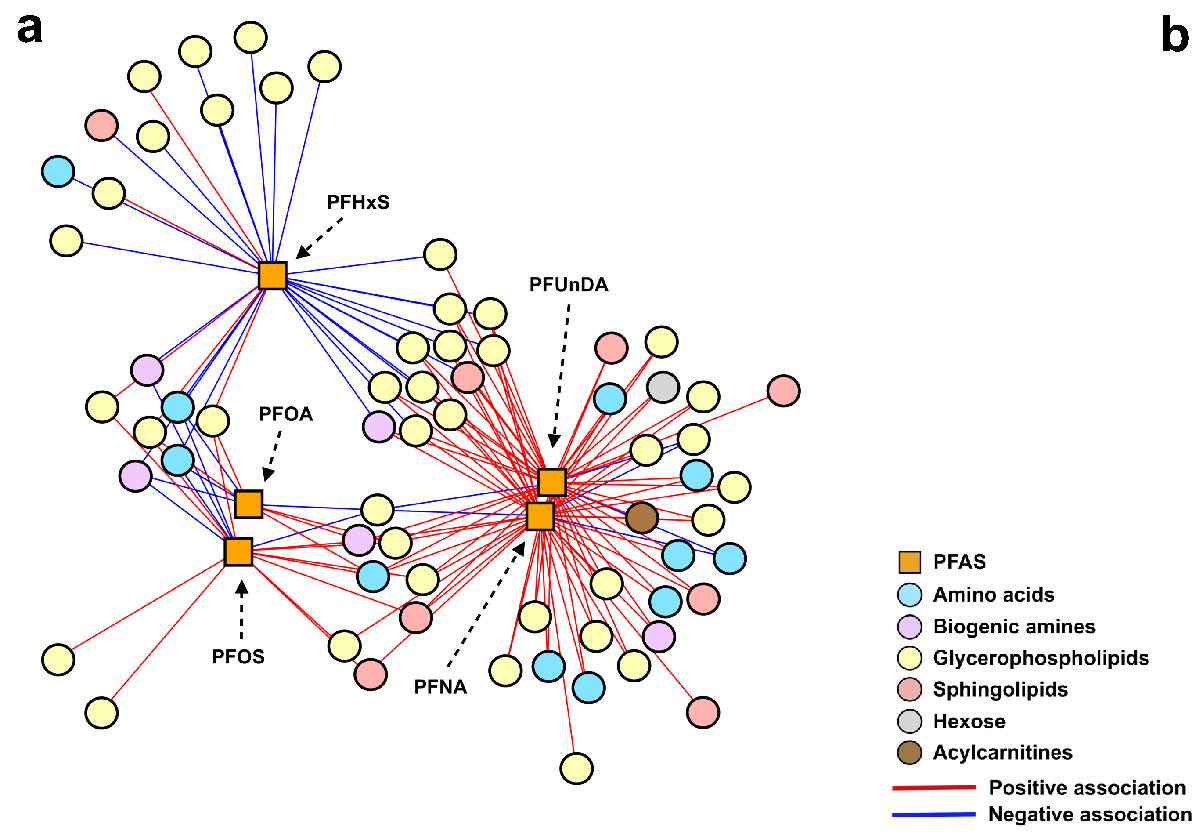 a
b
PFHxS
PFUnDA
PFOA
PFOS
PFNA
PFAS
Amino acids
Biogenic amines
Glycerophospholipids
Sphingolipids
Hexose
Acylcarnitines
Positive association
Negative association